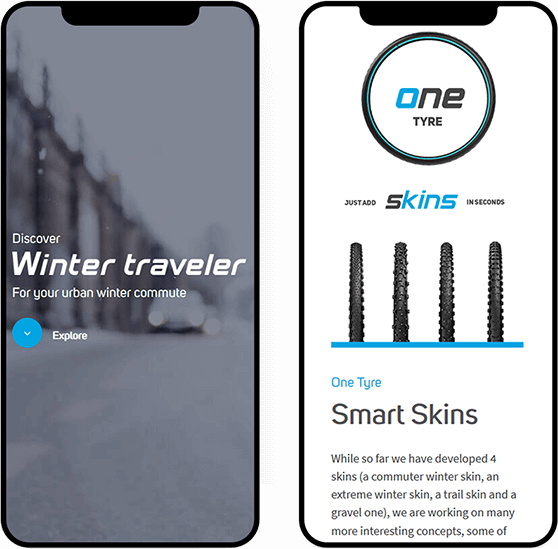 Discover
Winter traveler
For your urban winter commute
Explore
one
TYRE
JUST ADD skins IN SECONDS
One Tyre
Smart Skins
While so far we have developed 4
skins (a commuter winter skin, an
extreme winter skin, a trail skin and a
gravel one), we are working on many
more interesting concepts, some of